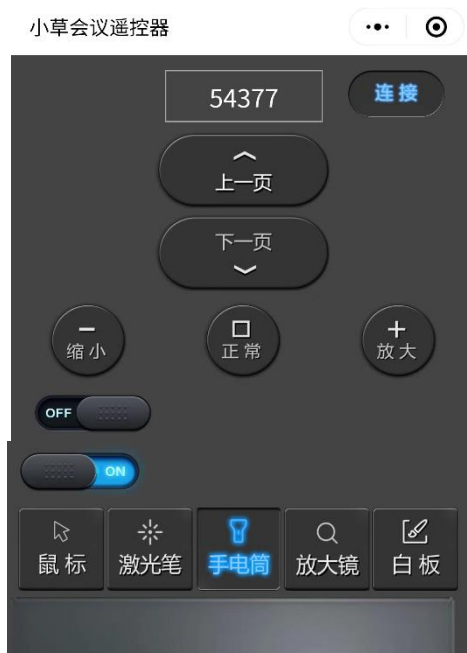 小草会议遥控器
54377 连接
上一页
下一页
缩小 正常 放大
OFF
ON
鼠标 激光笔 手电筒 放大镜 白板